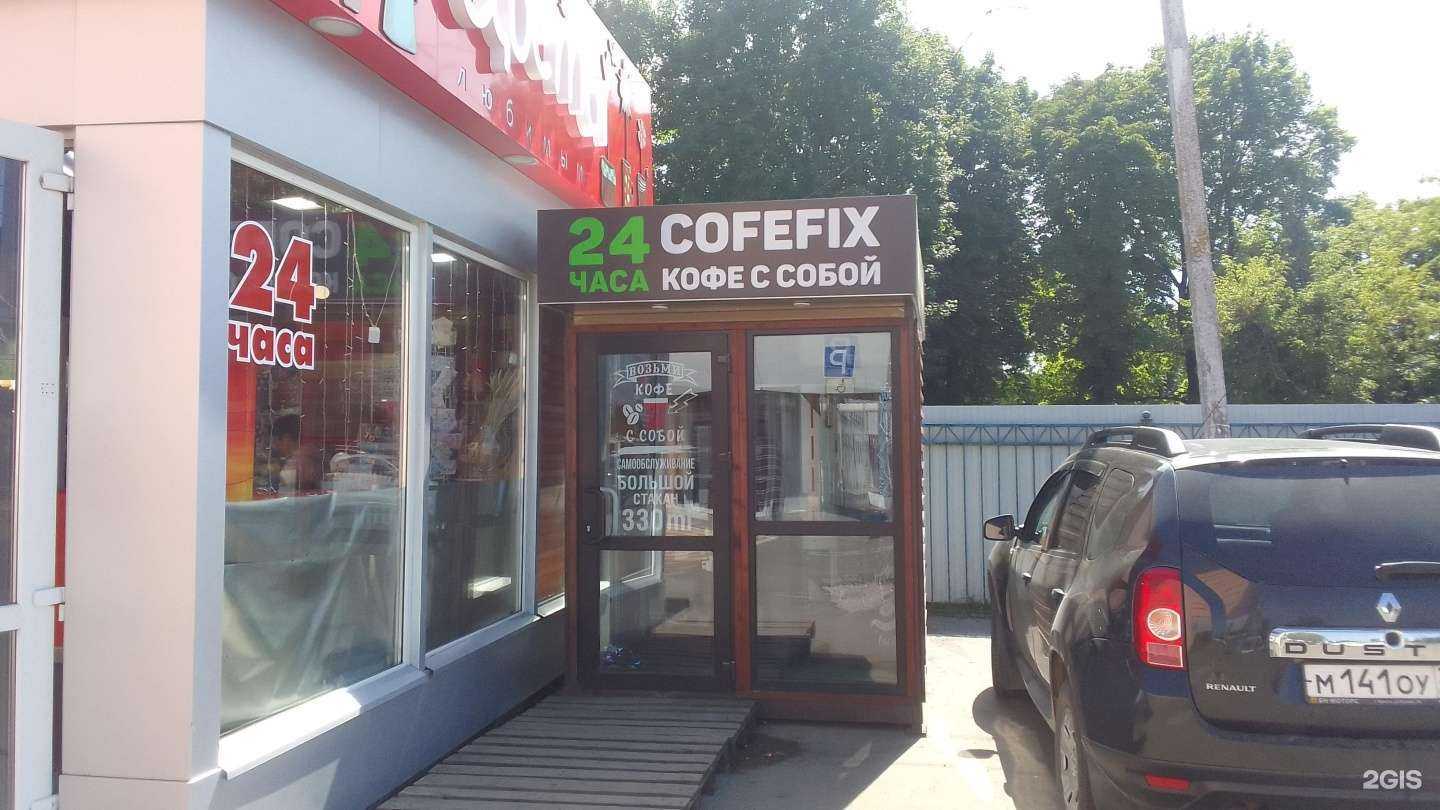 ЛЮБИМЫ
24
часа
24 COFEFIX
ЧАСА КОФЕ С СОБОЙ
ВОЗЬМИ
КОФЕ
С СОБОЙ
САМООБСЛУЖИВАНИЕ
БОЛЬШОЙ
СТАКАН
330 ml
P
DUST
RENAULT
М141ОУ
2GIS